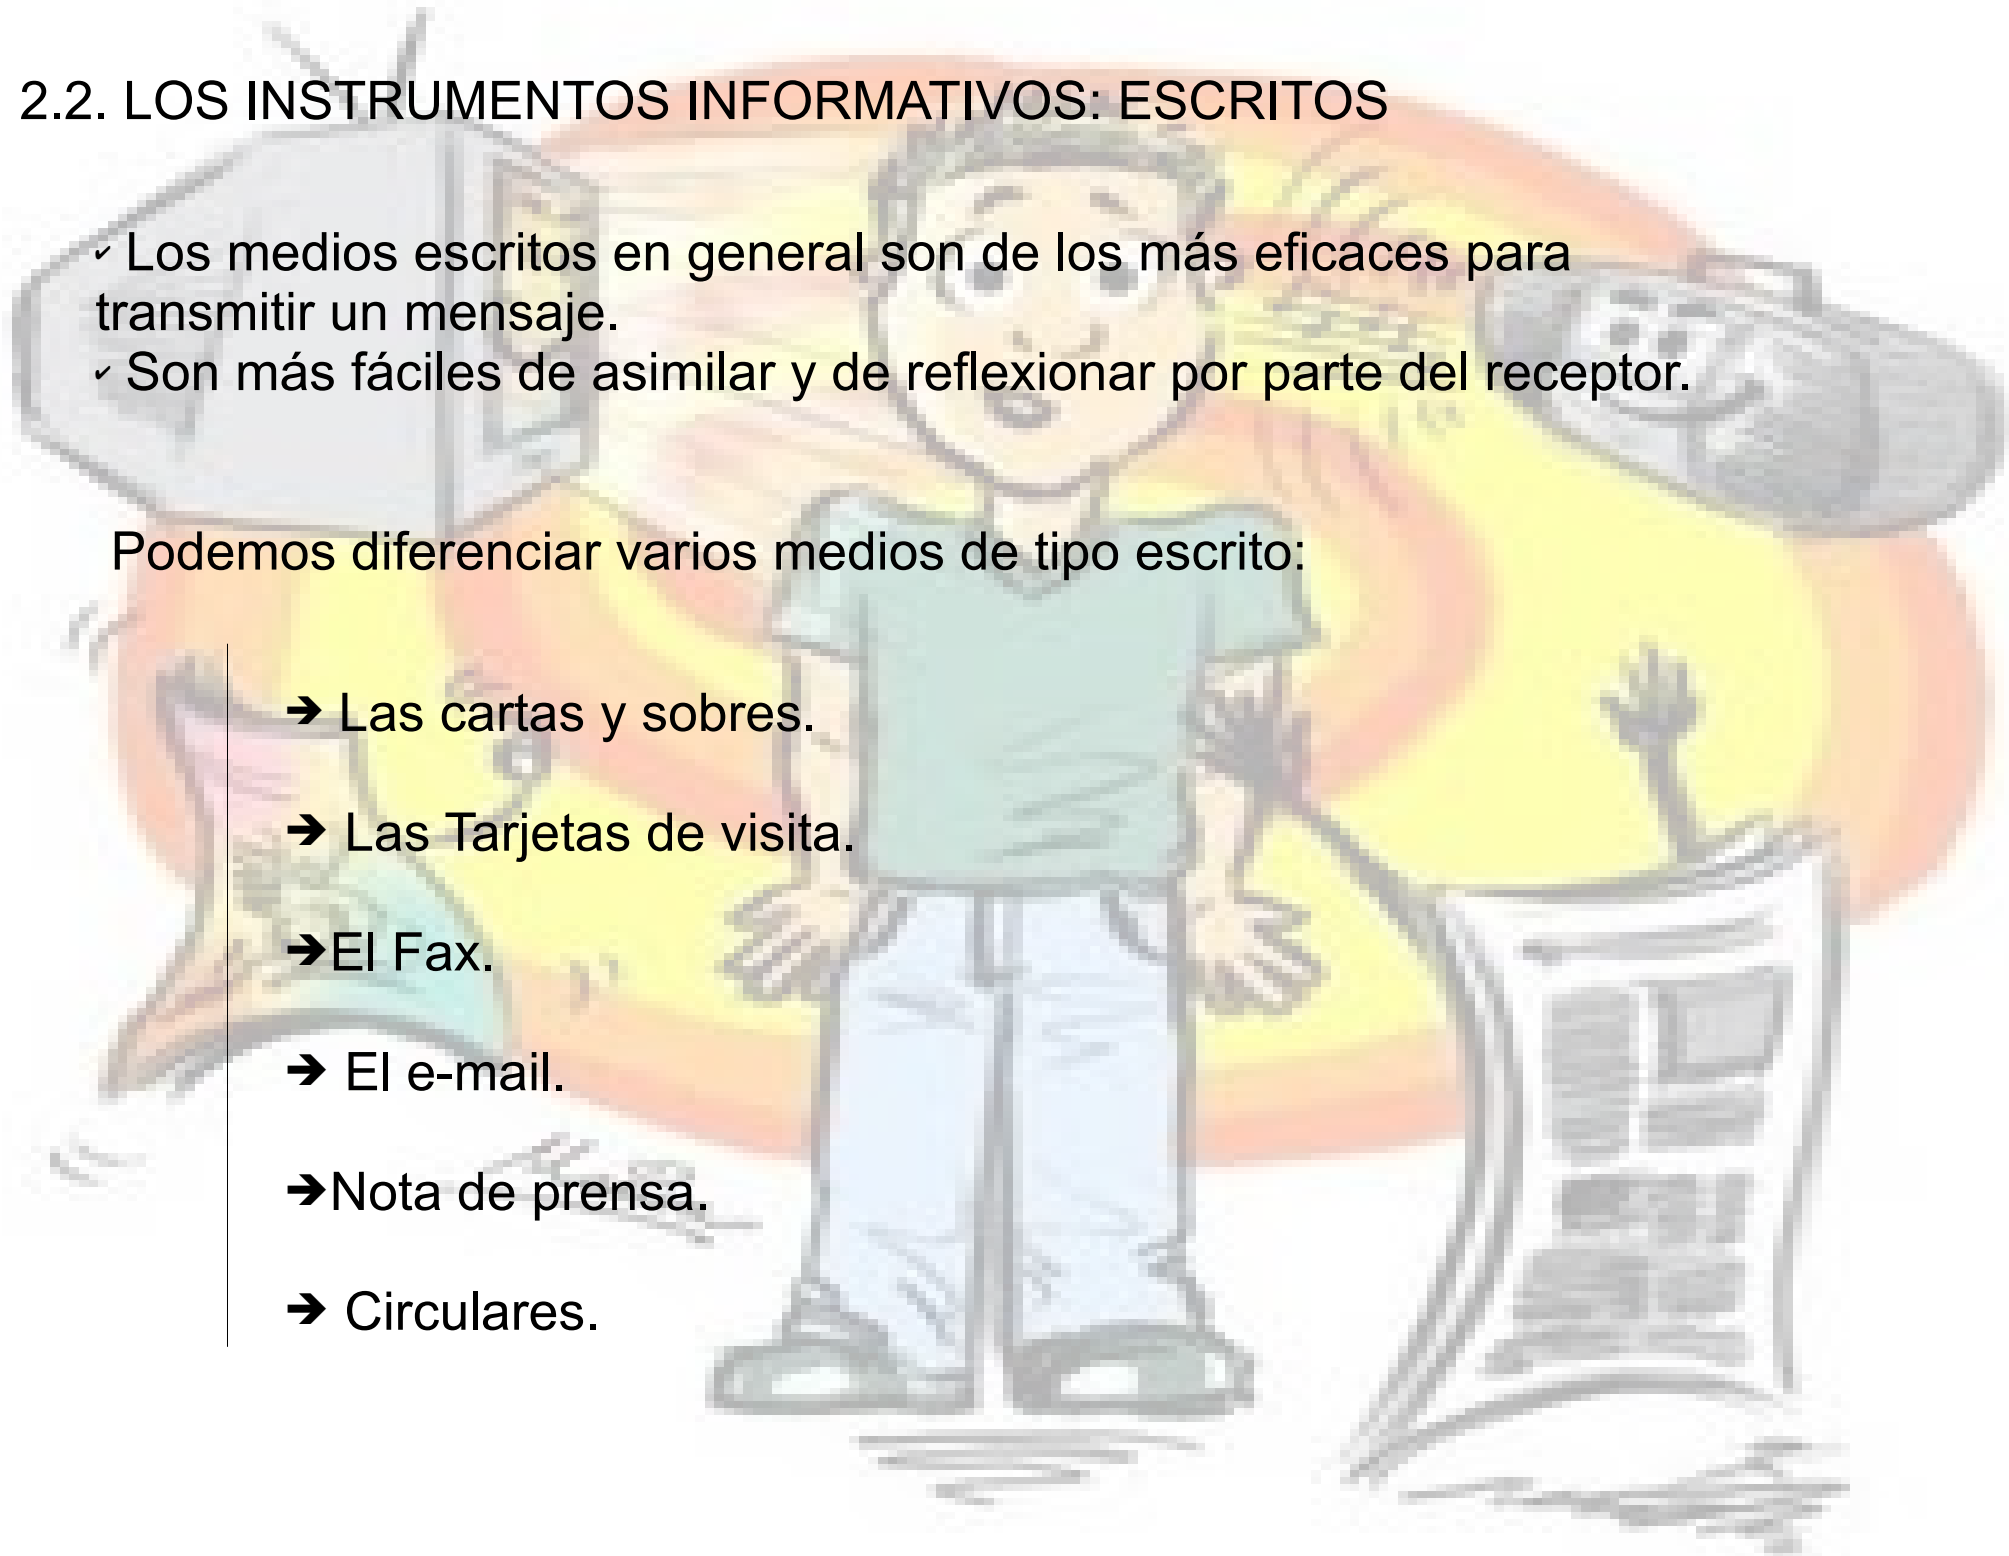 2.2. LOS INSTRUMENTOS INFORMATIVOS: ESCRITOS
✔ Los medios escritos en general son de los más eficaces para
transmitir un mensaje.
✔ Son más fáciles de asimilar y de reflexionar por parte del receptor.
Podemos diferenciar varios medios de tipo escrito:
➔ Las cartas y sobres.
➔ Las Tarjetas de visita.
➔El Fax.
➔ El e-mail.
➔Nota de prensa.
➔ Circulares.